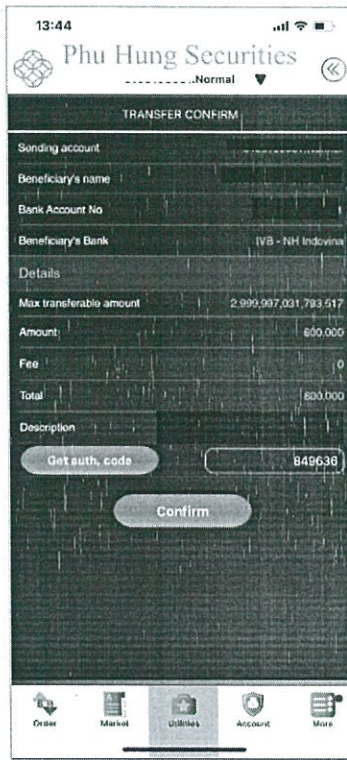 13:44
Phu Hung Securities
.Normal
TRANSFER CONFIRM
Sending account
Beneficiary's name
Bank Account No
Beneficiary's Bank IVB - NH Indovina
Details
Max transferable amount 2,999,997,031,793,517
Amount 600,000
Fee 0
Total 600,000
Description
Get auth. code 849636
Confirm
Order Market Utilities Account More